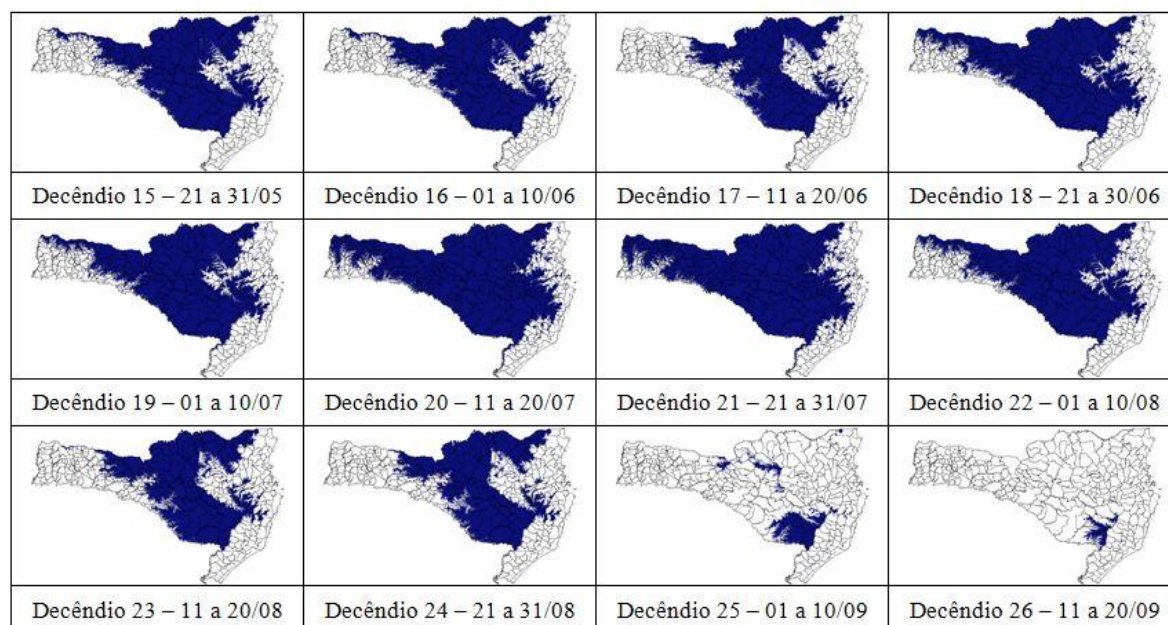 Decêndio 15 – 21 a 31/05
Decêndio 16 – 01 a 10/06
Decêndio 17 – 11 a 20/06
Decêndio 18 – 21 a 30/06
Decêndio 19 – 01 a 10/07
Decêndio 20 – 11 a 20/07
Decêndio 21 – 21 a 31/07
Decêndio 22 – 01 a 10/08
Decêndio 23 – 11 a 20/08
Decêndio 24 – 21 a 31/08
Decêndio 25 – 01 a 10/09
Decêndio 26 – 11 a 20/09